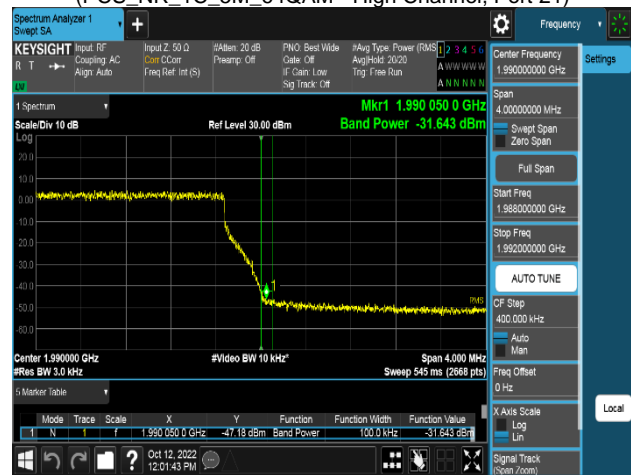 Spectrum Analyzer 1
Swept SA
Frequency
KEYSIGHT Input: RF Input Z: 50 Ω #Atten: 20 dB PNO: Best Wide #Avg Type: Power (RMS 1 2 3 4 5 6
R T Coupling: AC Corr CCorr Preamp: Off Gate: Off Avg|Hold: 20/20 A W W W W W
Align: Auto Freq Ref: Int (S) IF Gain: Low Trig: Free Run
Sig Track: Off A N N N N N
LW
Center Frequency
1.990000000 GHz
Settings
Span
4.00000000 MHz
Swept Span
Zero Span
Full Span
Start Freq
1.988000000 GHz
Stop Freq
1.992000000 GHz
AUTO TUNE
CF Step
400.000 kHz
Auto
Man
Freq Offset
0 Hz
X Axis Scale
Log
Lin
Local
Signal Track
(Span Zoom)
1 Spectrum
Mkr1 1.990 050 0 GHz
Scale/Div 10 dB Ref Level 30.00 dBm Band Power -31.643 dBm
Log
20.0
10.0
0.00
-10.0
-20.0
-30.0
-40.0
-50.0
-60.0
1
RMS
Center 1.990000 GHz #Video BW 10 kHz* Span 4.000 MHz
#Res BW 3.0 kHz Sweep 545 ms (2668 pts)
5 Marker Table
Mode Trace Scale X Y Function Function Width Function Value
1 N 1 f 1.990 050 0 GHz -47.18 dBm Band Power 100.0 kHz -31.643 dBm
Oct 12, 2022
12:01:43 PM